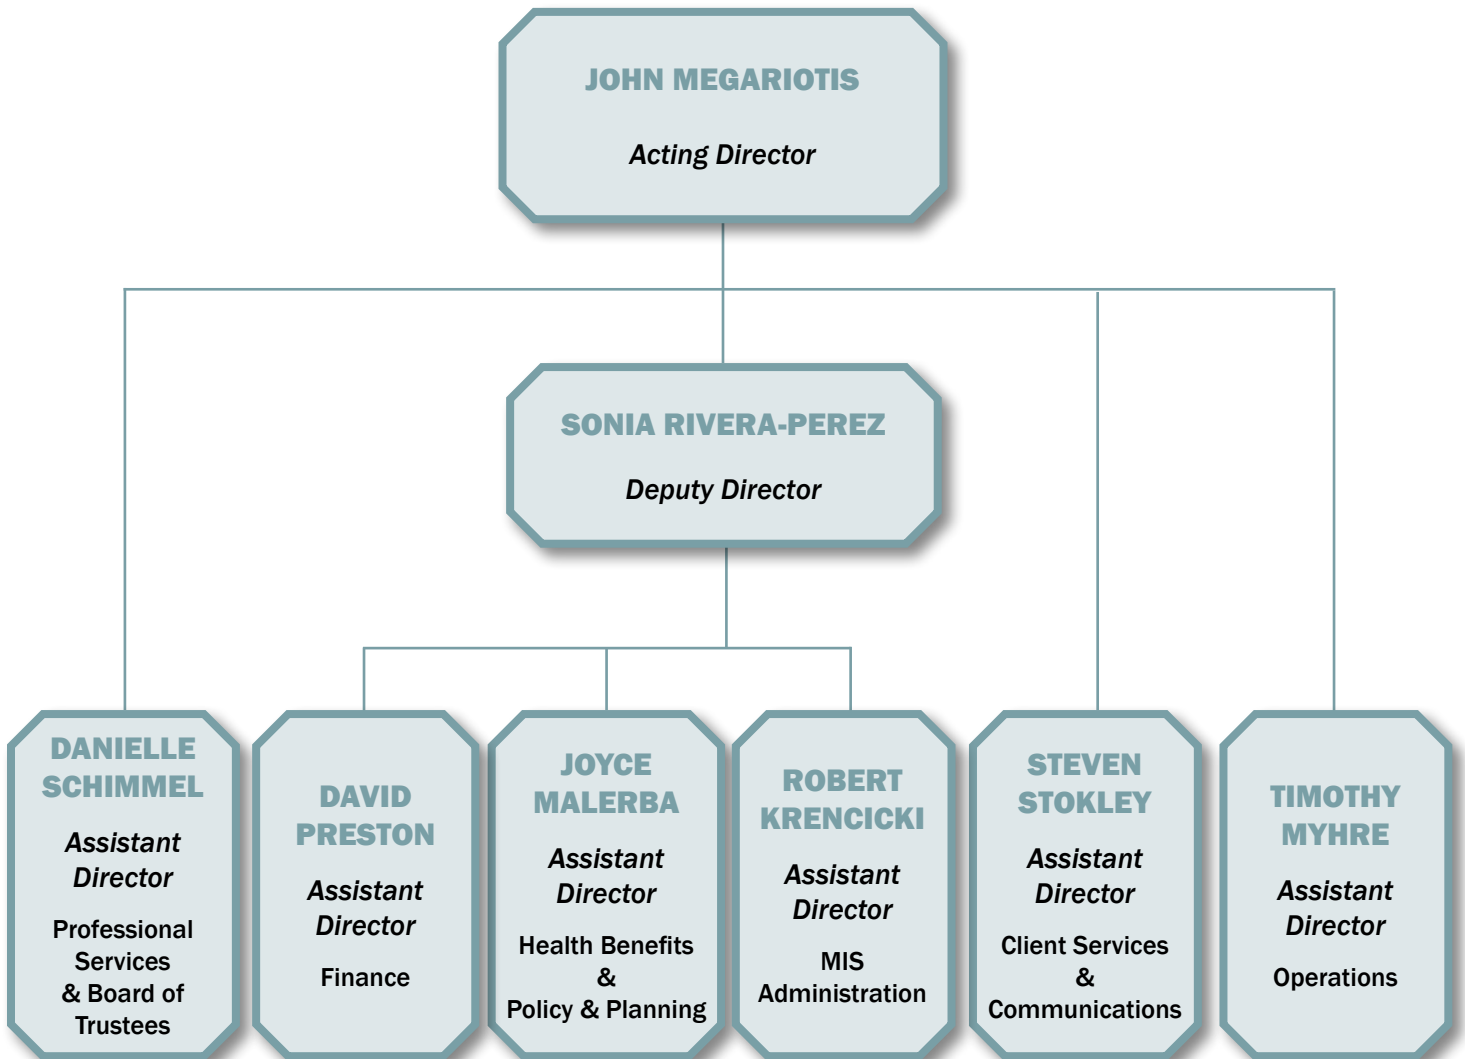 JOHN MEGARIOTIS
Acting Director
SONIA RIVERA-PEREZ
Deputy Director
DANIELLE
SCHIMMEL
Assistant
Director
Professional
Services
& Board of
Trustees
DAVID
PRESTON
Assistant
Director
Finance
JOYCE
MALERBA
Assistant
Director
Health Benefits
&
Policy & Planning
ROBERT
KRENCICKI
Assistant
Director
MIS
Administration
STEVEN
STOKLEY
Assistant
Director
Client Services
&
Communications
TIMOTHY
MYHRE
Assistant
Director
Operations